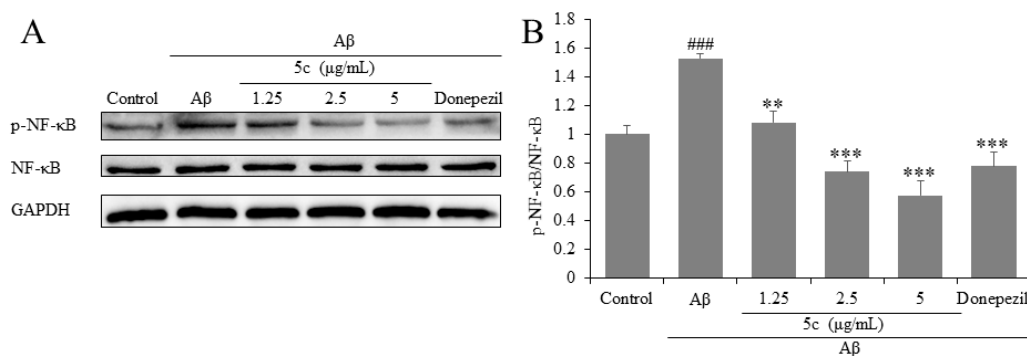 A
Aβ
5c (μg/mL)
Control Aβ 1.25 2.5 5 Donepezil
p-NF-κB
NF-κB
GAPDH
B
p-NF-κB/NF-κB
1.8
1.6
1.4
1.2
1
0.8
0.6
0.4
0.2
0
###
**
***
***
***
Control Aβ 1.25 2.5 5 Donepezil
5c (μg/mL)
Aβ